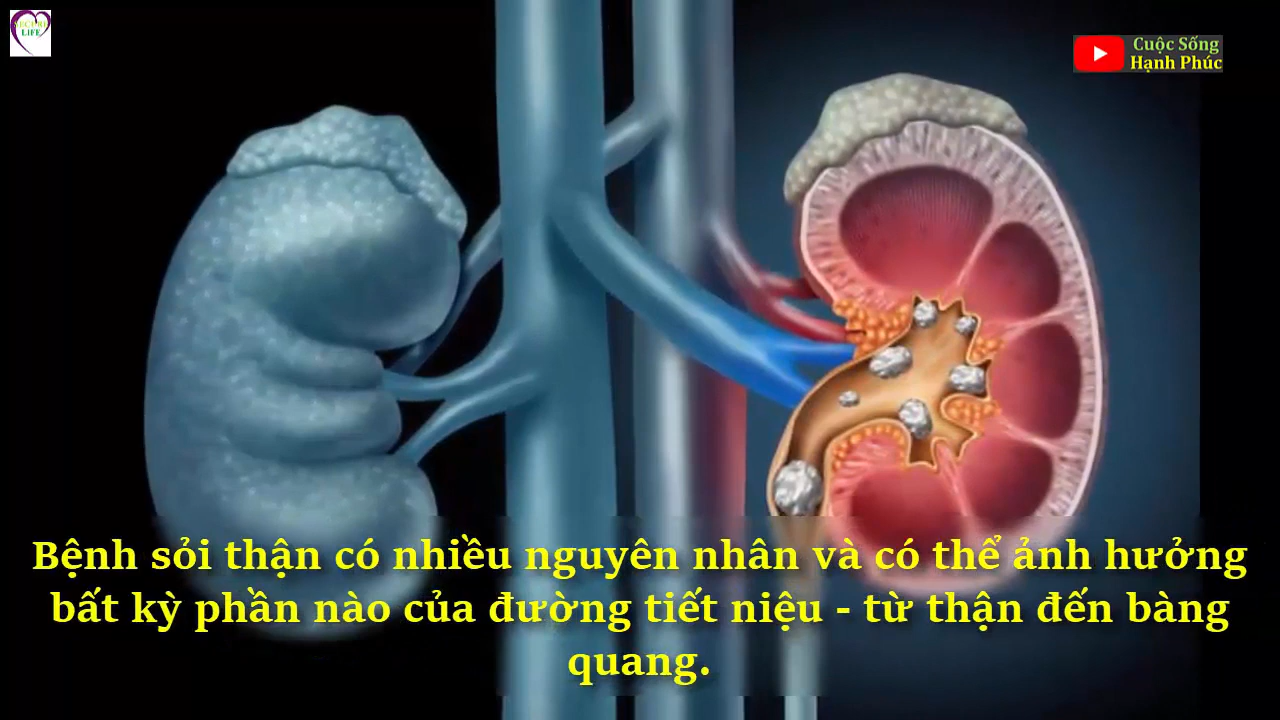 LIFE
Cuộc Sống
Hạnh Phúc
Bệnh sỏi thận có nhiều nguyên nhân và có thể ảnh hưởng
bất kỳ phần nào của đường tiết niệu - từ thận đến bàng
quang.